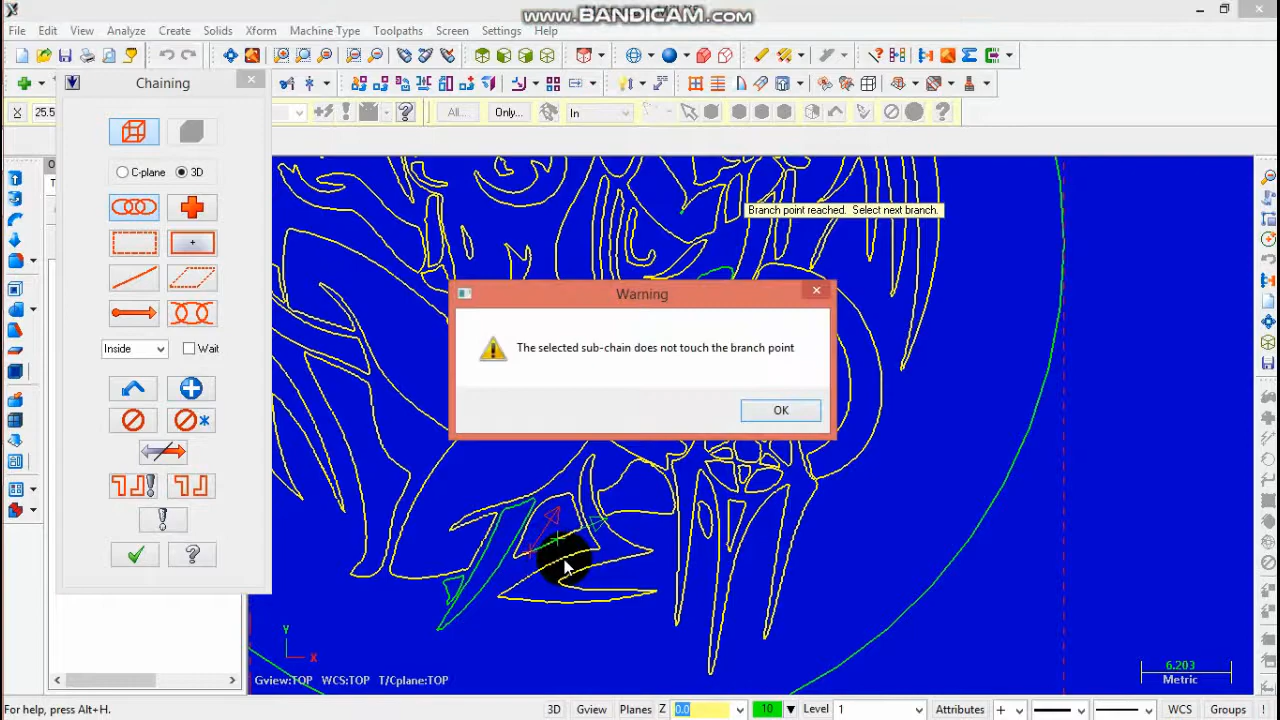 www.BANDICAM.com
File Edit View Analyze Create Solids Xform Machine Type Toolpaths Screen Settings Help
Chaining
25.5
All... Only... In
C-plane 3D
Branch point reached. Select next branch.
Warning
The selected sub-chain does not touch the branch point
Inside Wait
OK
Y
X
Gview:TOP WCS:TOP T/Cplane:TOP
6.203
Metric
For help, press Alt+H.
3D Gview Planes Z 0.0 10 Level 1 Attributes WCS Groups